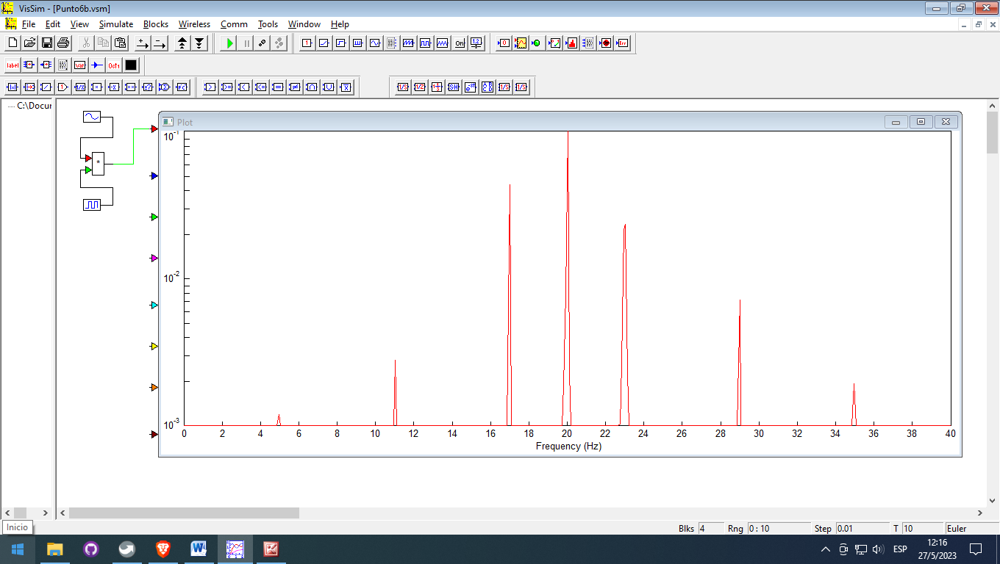 VisSim - [Punto6b.vsm]
File Edit View Simulate Blocks Wireless Comm Tools Window Help
label Var
C:\Docur
Plot
*
10-1
10-2
10-3
0 2 4 6 8 10 12 14 16 18 20 22 24 26 28 30 32 34 36 38 40
Frequency (Hz)
Inicio
Blks 4 Rng 0 : 10 Step 0.01 T 10 Euler
ESP
12:16
27/5/2023